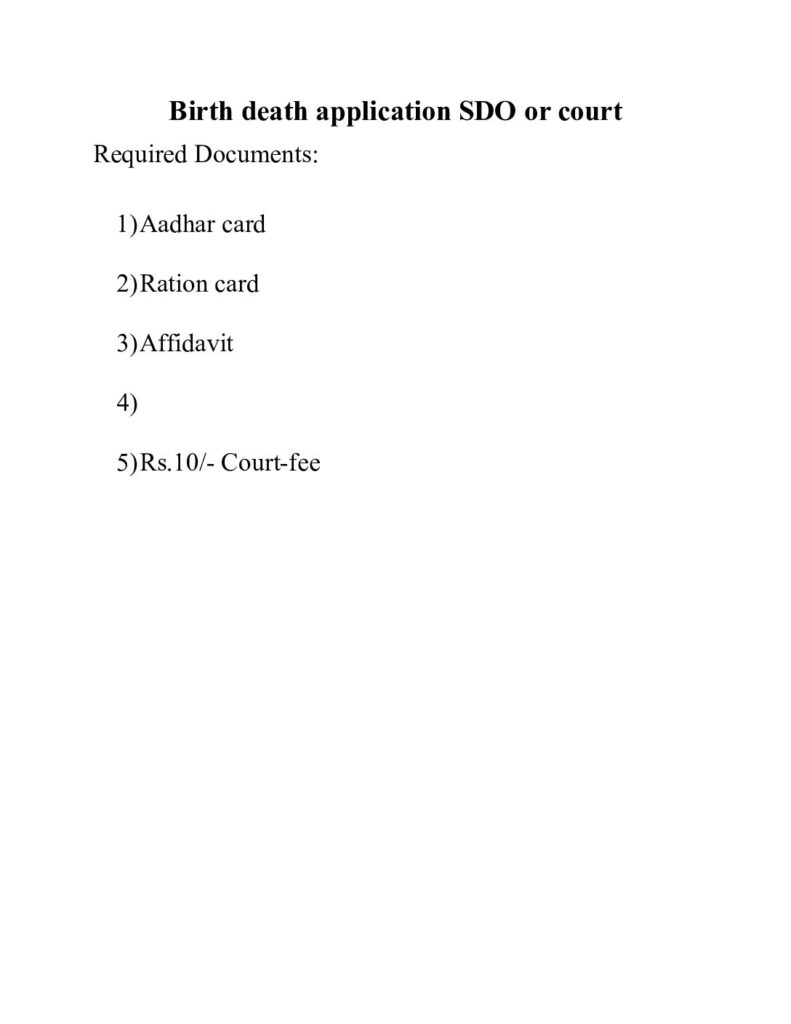 Birth death application SDO or court
Required Documents:
1)Aadhar card
2)Ration card
3)Affidavit
4)
5)Rs.10/- Court-fee